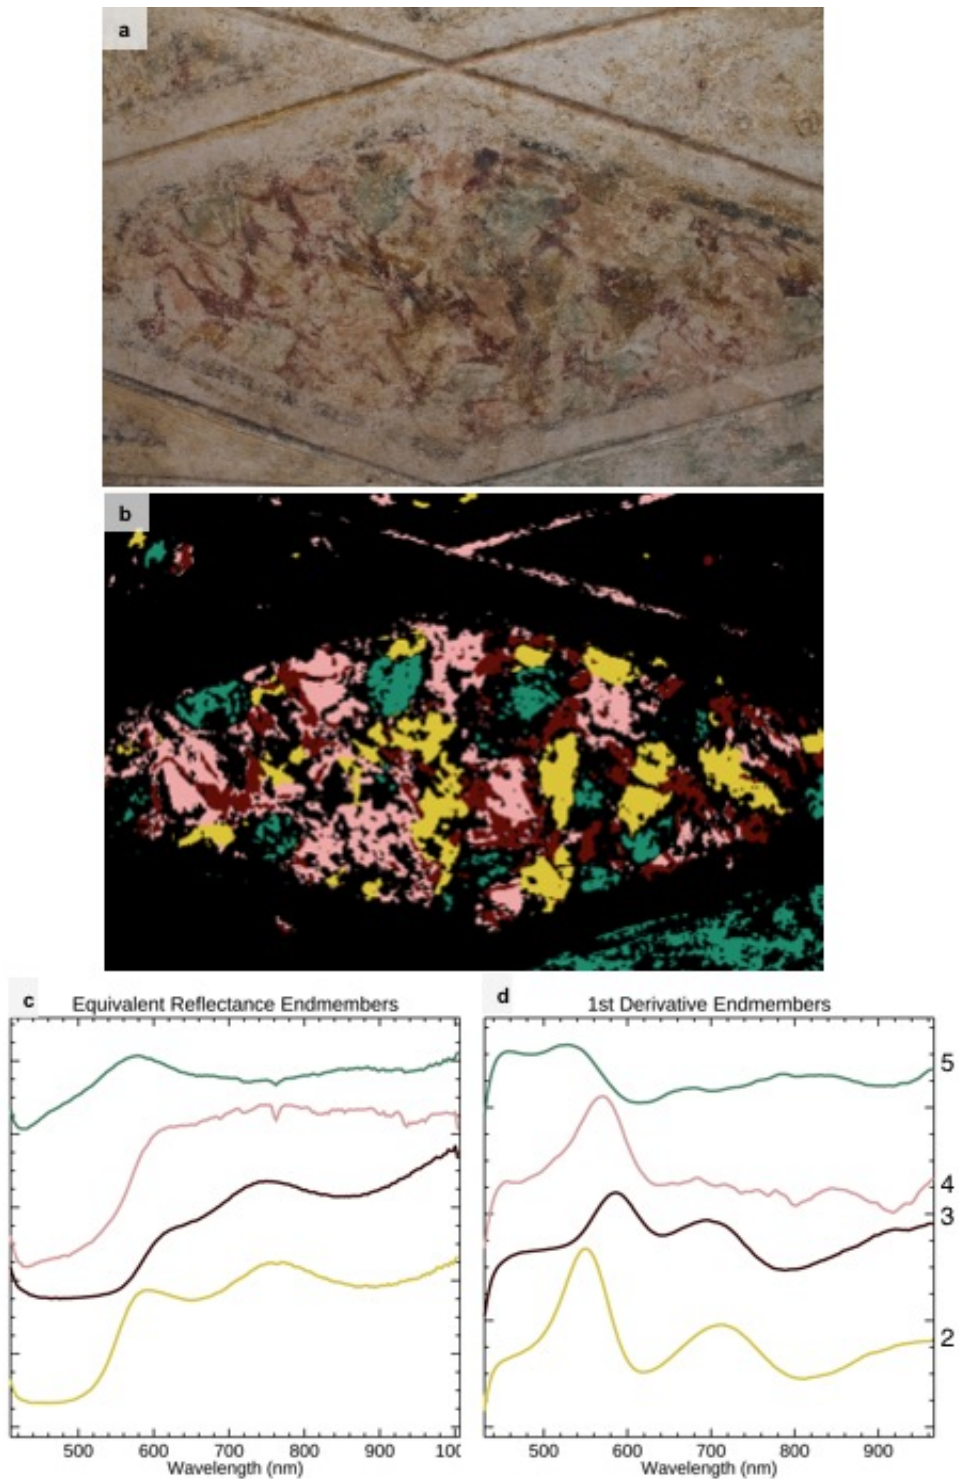 a
b
c Equivalent Reflectance Endmembers
d 1st Derivative Endmembers
5
4
3
2
500 600 700 800 900 100
500 600 700 800 900
Wavelength (nm)
Wavelength (nm)